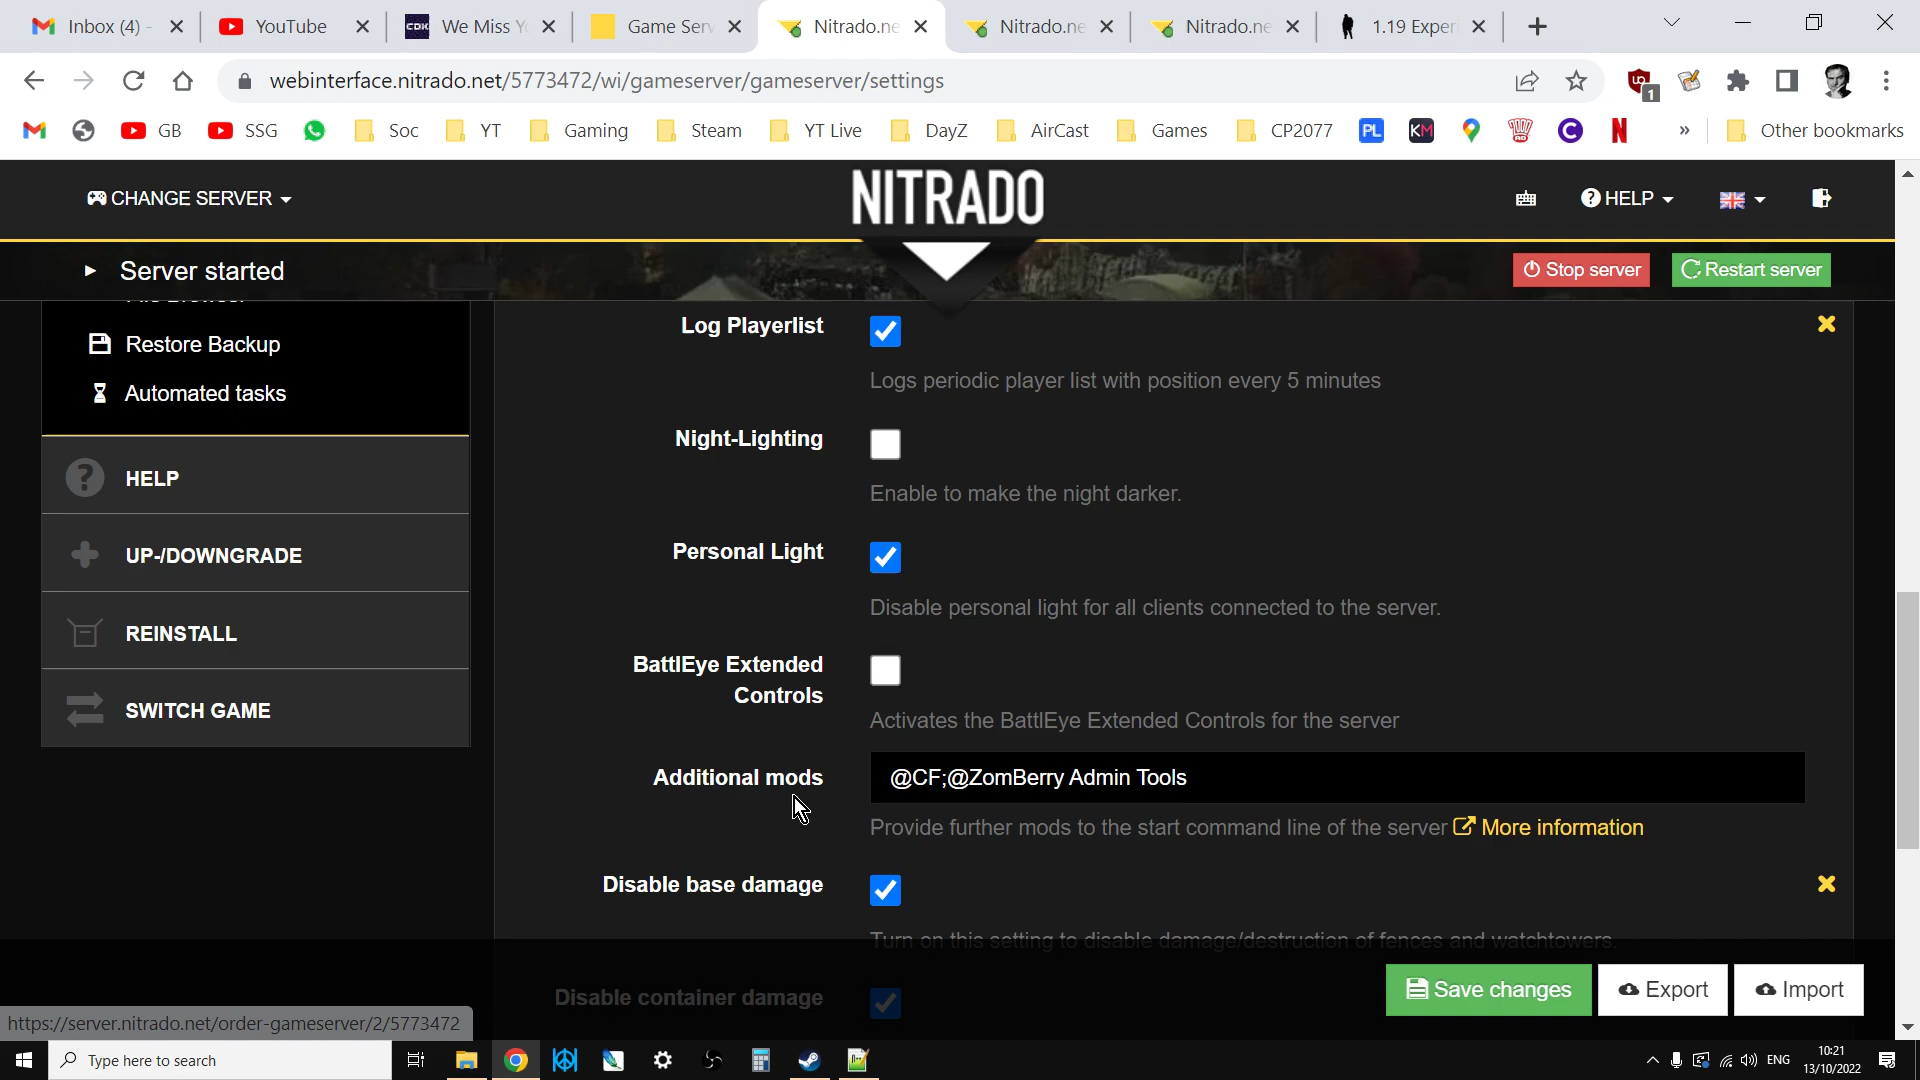 Inbox (4) -
YouTube
CDK
We Miss Y
Game Serv
Nitrado.ne
Nitrado.ne
Nitrado.ne
1.19 Experi
webinterface.nitrado.net/5773472/wi/gameserver/gameserver/settings
1
GB
SSG
Soc
YT
Gaming
Steam
YT Live
DayZ
AirCast
Games
CP2077
PL
KM
»
Other bookmarks
CHANGE SERVER
NITRADO
HELP
Server started
Stop server
Restart server
Restore Backup
Automated tasks
HELP
UP-/DOWNGRADE
REINSTALL
SWITCH GAME
Log Playerlist
Logs periodic player list with position every 5 minutes
Night-Lighting
Enable to make the night darker.
Personal Light
Disable personal light for all clients connected to the server.
BattlEye Extended
Controls
Activates the BattlEye Extended Controls for the server
Additional mods
@CF;@ZomBerry Admin Tools
Provide further mods to the start command line of the server More information
Disable base damage
Turn on this setting to disable damage/destruction of fences and watchtowers.
Disable container damage
Save changes
Export
Import
https://server.nitrado.net/order-gameserver/2/5773472
Type here to search
ENG
10:21
13/10/2022